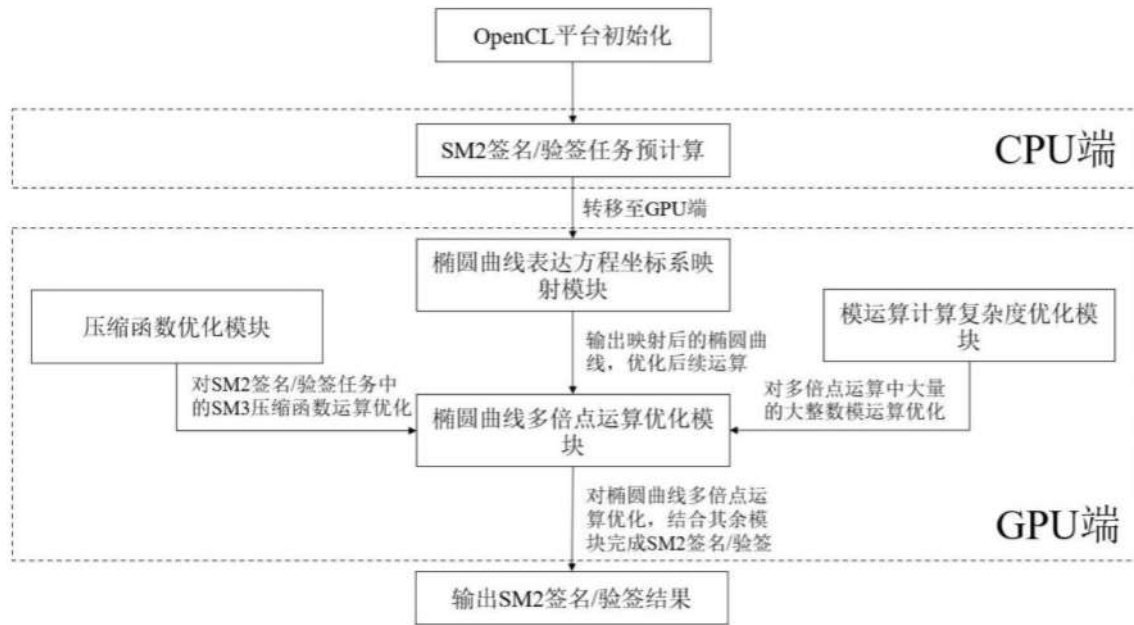 OpenCL平台初始化
SM2签名/验签任务预计算
CPU端
转移至GPU端
椭圆曲线表达方程坐标系映
射模块
压缩函数优化模块
模运算计算复杂度优化模
块
输出映射后的椭圆曲
线，优化后续运算
对SM2签名/验签任务中
的SM3压缩函数运算优化
对多倍点运算中大量
的大整数模运算优化
椭圆曲线多倍点运算优化模
块
对椭圆曲线多倍点运
算优化，结合其余模
块完成SM2签名/验签
GPU端
输出SM2签名/验签结果